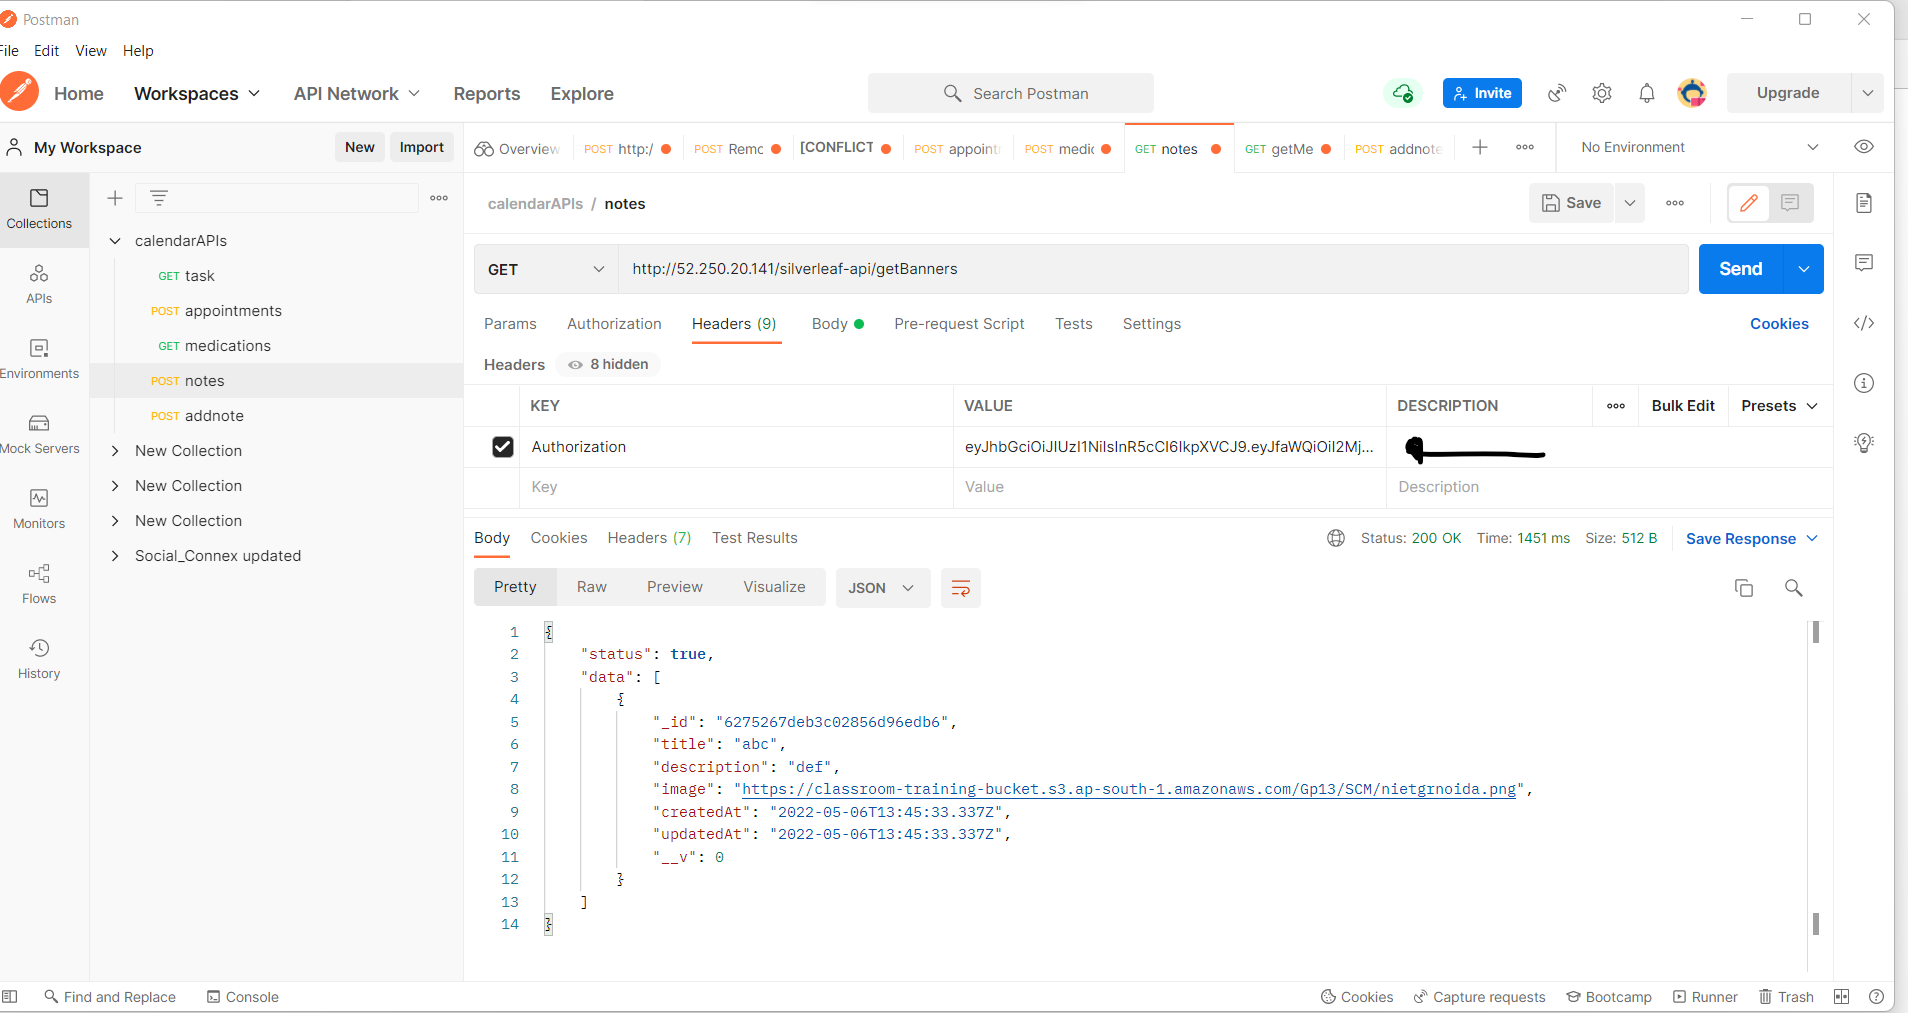 Postman
File Edit View Help
Home Workspaces API Network Reports Explore Search Postman Invite Upgrade
My Workspace New Import Overview POST http:/ POST Remo [CONFLICT POST appoint POST medic GET notes GET getMe POST addnote No Environment
Collections
APIs
Environments
Mock Servers
Monitors
Flows
History
calendarAPIs
GET task
POST appointments
GET medications
POST notes
POST addnote
New Collection
New Collection
New Collection
Social_Connex updated
calendarAPIs / notes Save
GET http://52.250.20.141/silverleaf-api/getBanners Send
Params Authorization Headers (9) Body Pre-request Script Tests Settings Cookies
Headers 8 hidden
KEY VALUE DESCRIPTION Bulk Edit Presets
Authorization eyJhbGciOiJIUzI1NiIsInR5cCI6IkpXVCJ9.eyJfaWQiOiI2Mj...
Key Value Description
Body Cookies Headers (7) Test Results Status: 200 OK Time: 1451 ms Size: 512 B Save Response
Pretty Raw Preview Visualize JSON
1 {
2 "status": true,
3 "data": [
4 {
5 "_id": "6275267deb3c02856d96edb6",
6 "title": "abc",
7 "description": "def",
8 "image": "https://classroom-training-bucket.s3.ap-south-1.amazonaws.com/Gp13/SCM/nietgrnoida.png",
9 "createdAt": "2022-05-06T13:45:33.337Z",
10 "updatedAt": "2022-05-06T13:45:33.337Z",
11 "__v": 0
12 }
13 ]
14 }
Find and Replace Console Cookies Capture requests Bootcamp Runner Trash